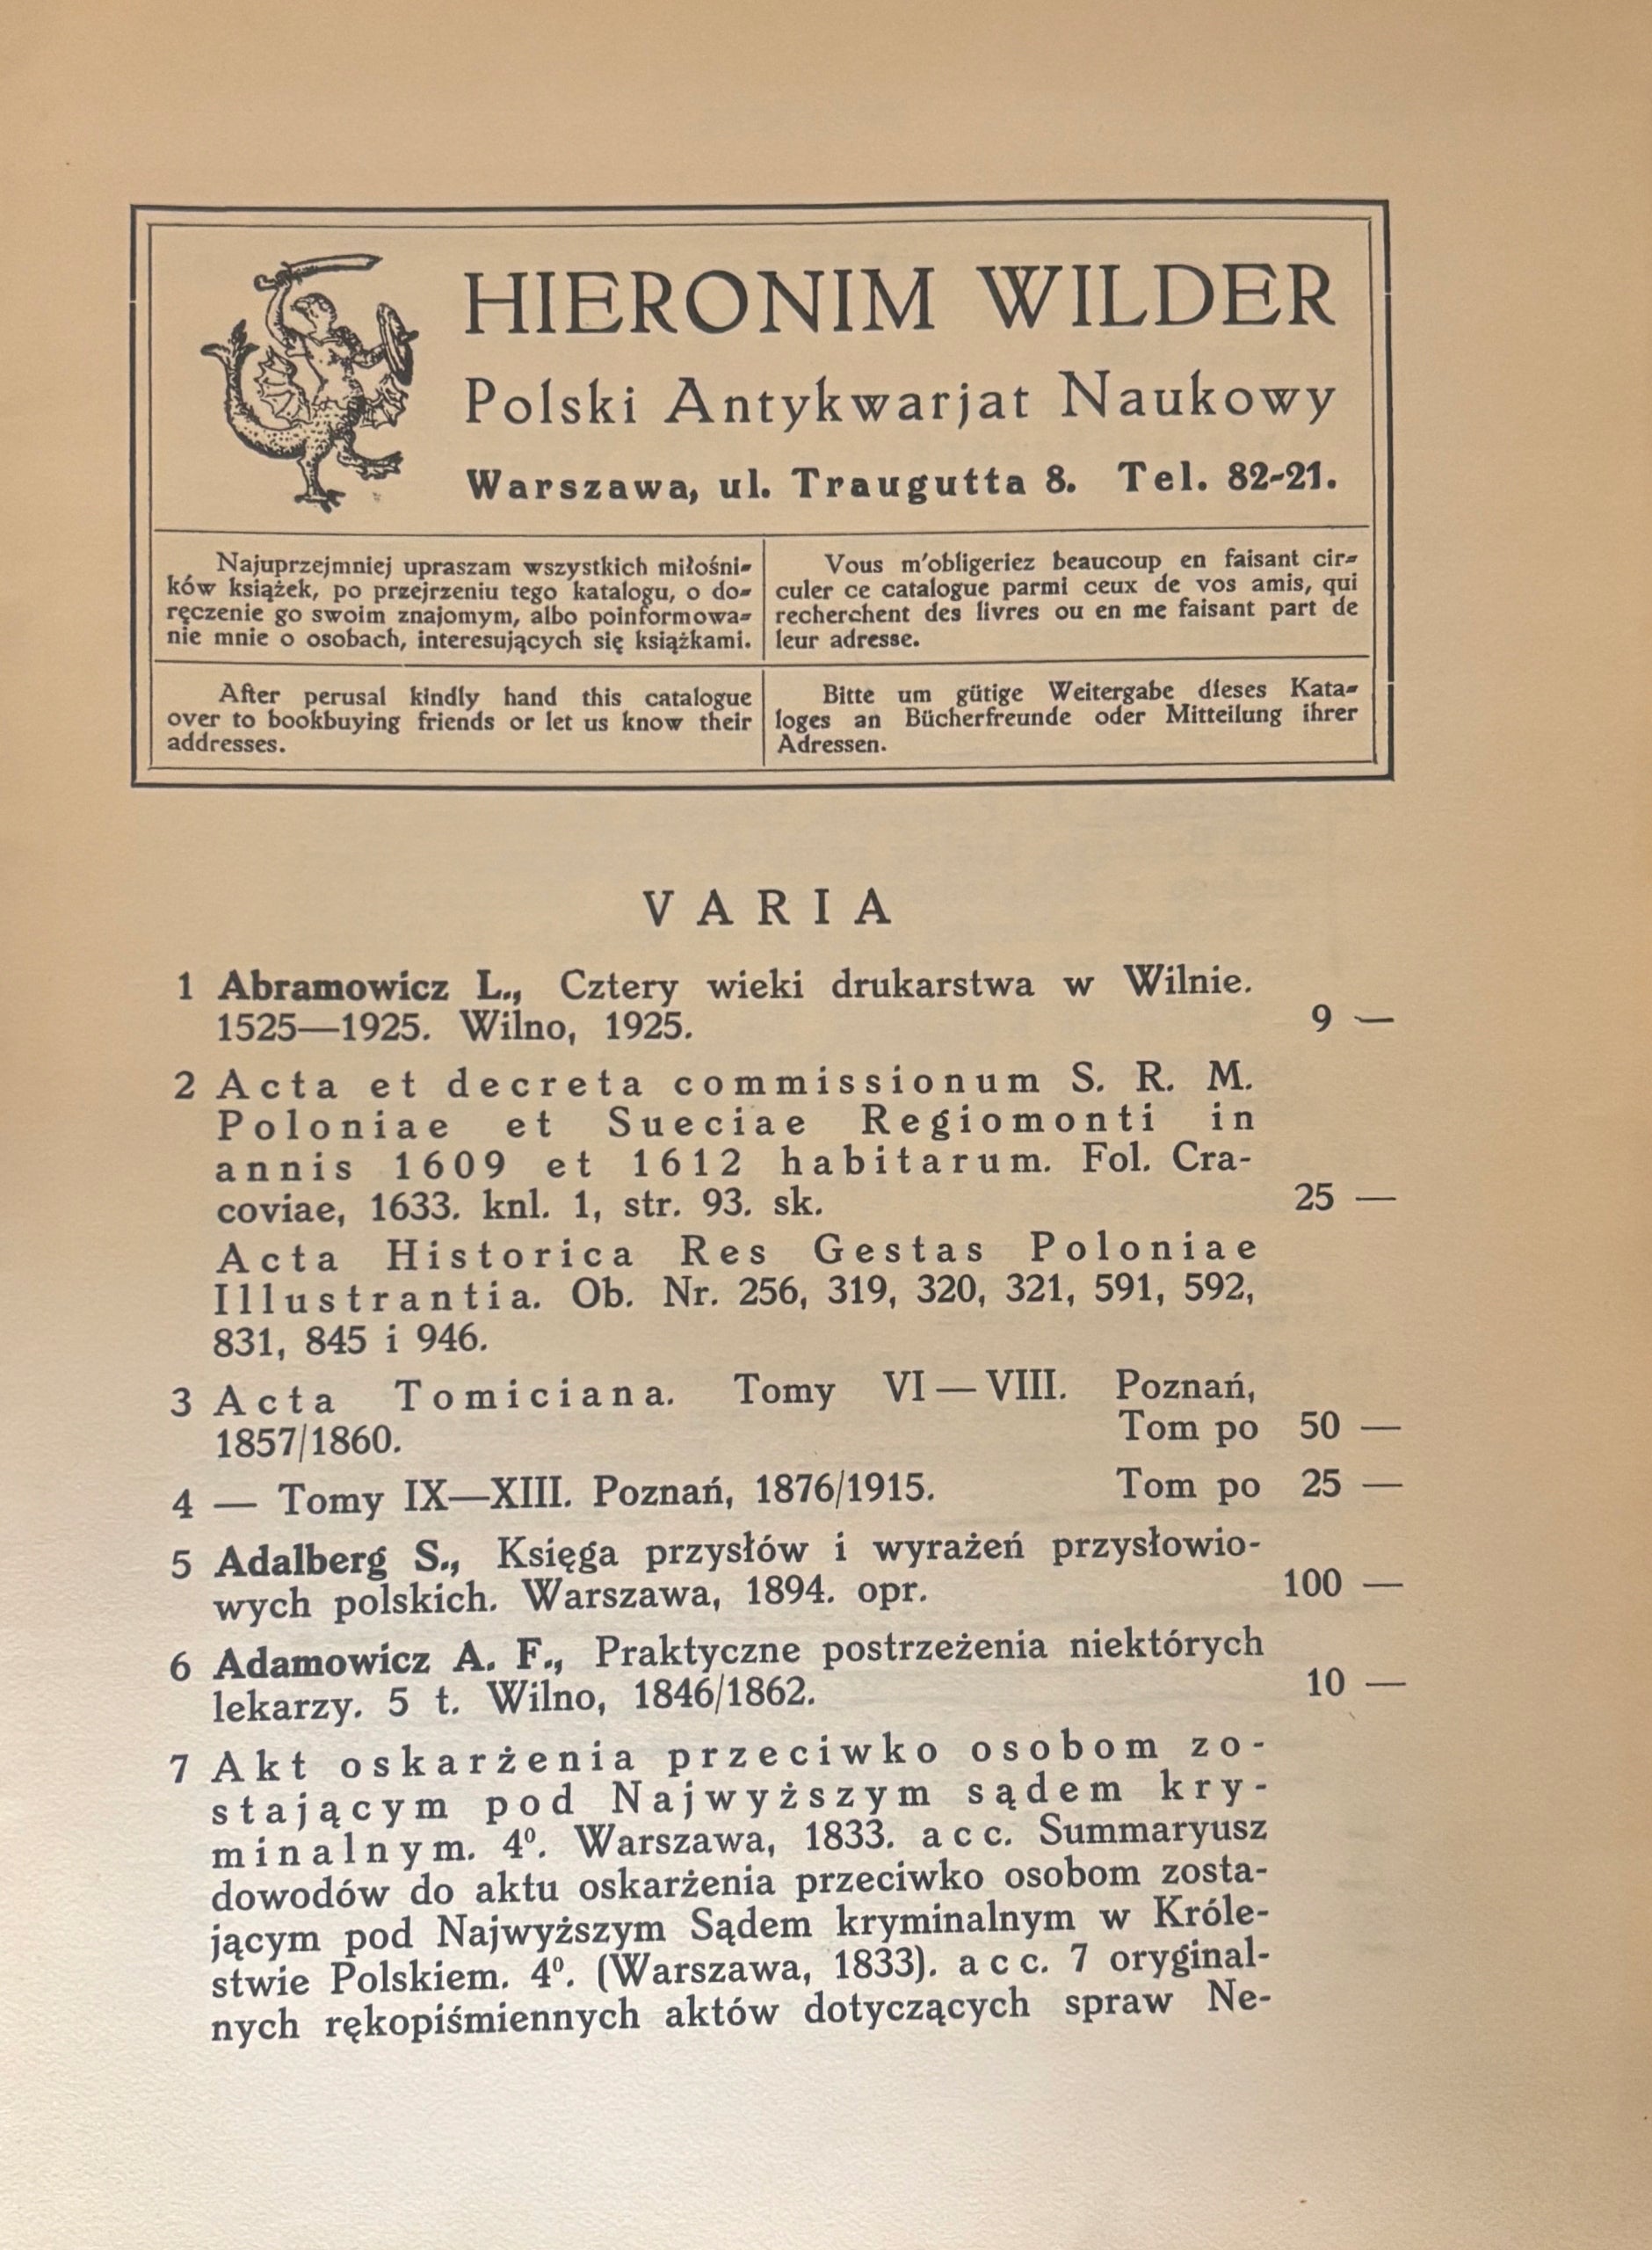 HIERONIM WILDER
Polski Antykwarjat Naukowy
Warszawa, ul. Traugutta 8. Tel. 82-21.
Najuprzejmniej upraszam wszystkich miłośni-
ków książek, po przejrzeniu tego katalogu, o do-
ręczenie go swoim znajomym, albo poinformowa-
nie mnie o osobach, interesujących się książkami.
Vous m'obligeriez beaucoup en faisant cir-
culer ce catalogue parmi ceux de vos amis, qui
recherchent des livres ou en me faisant part de
leur adresse.
After perusal kindly hand this catalogue
over to bookbuying friends or let us know their
addresses.
Bitte um gütige Weitergabe dieses Kata-
loges an Bücherfreunde oder Mitteilung ihrer
Adressen.
VARIA
1 Abramowicz L., Cztery wieki drukarstwa w Wilnie.
1525—1925. Wilno, 1925. 9 —
2 Acta et decreta commissionum S. R. M.
Poloniae et Sueciae Regiomonti in
annis 1609 et 1612 habitarum. Fol. Cra-
coviae, 1633. knl. 1, str. 93. sk. 25 —
Acta Historica Res Gestas Poloniae
Illustrantia. Ob. Nr. 256, 319, 320, 321, 591, 592,
831, 845 i 946.
3 Acta Tomiciana. Tomy VI—VIII. Poznań,
1857/1860. Tom po 50 —
4 — Tomy IX—XIII. Poznań, 1876/1915. Tom po 25 —
5 Adalberg S., Księga przysłów i wyrażeń przysłowio-
wych polskich. Warszawa, 1894. opr. 100 —
6 Adamowicz A. F., Praktyczne postrzeżenia niektórych
lekarzy. 5 t. Wilno, 1846/1862. 10 —
7 Akt oskarżenia przeciwko osobom zo-
stającym pod Najwyższym sądem kry-
minalnym. 4⁰. Warszawa, 1833. acc. Summaryusz
dowodów do aktu oskarżenia przeciwko osobom zosta-
jącym pod Najwyższym Sądem kryminalnym w Króle-
stwie Polskiem. 4⁰. (Warszawa, 1833). acc. 7 oryginal-
nych rękopiśmiennych aktów dotyczących spraw Ne-